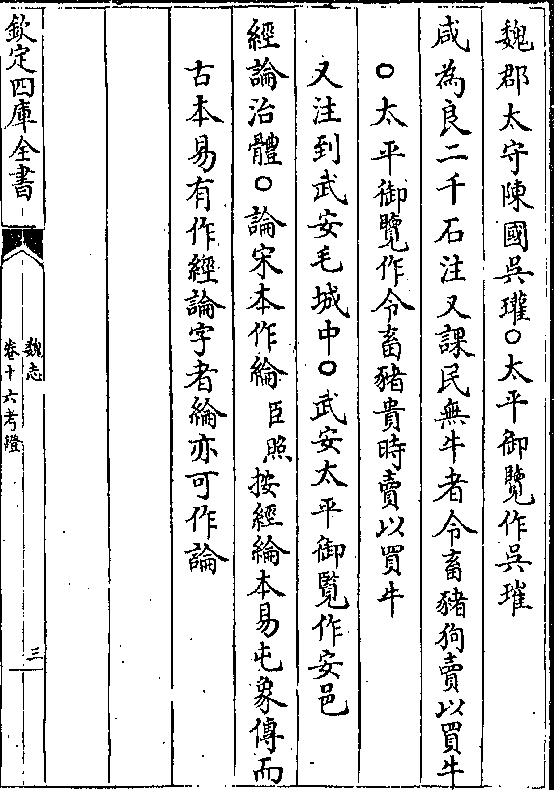 魏郡太守陳國吳瓘○太平御覽作吳璀
咸為良二千石注又課民無牛者令畜豬狗賣以買牛
○太平御覽作令畜豬貴時賣以買牛
又注到武安毛城中○武安太平御覽作安邑
經論治體○論宋本作綸臣照按經綸本易屯象傳而
古本易有作經論字者綸亦可作論
欽定四庫全書
魏志
卷十六考證
三